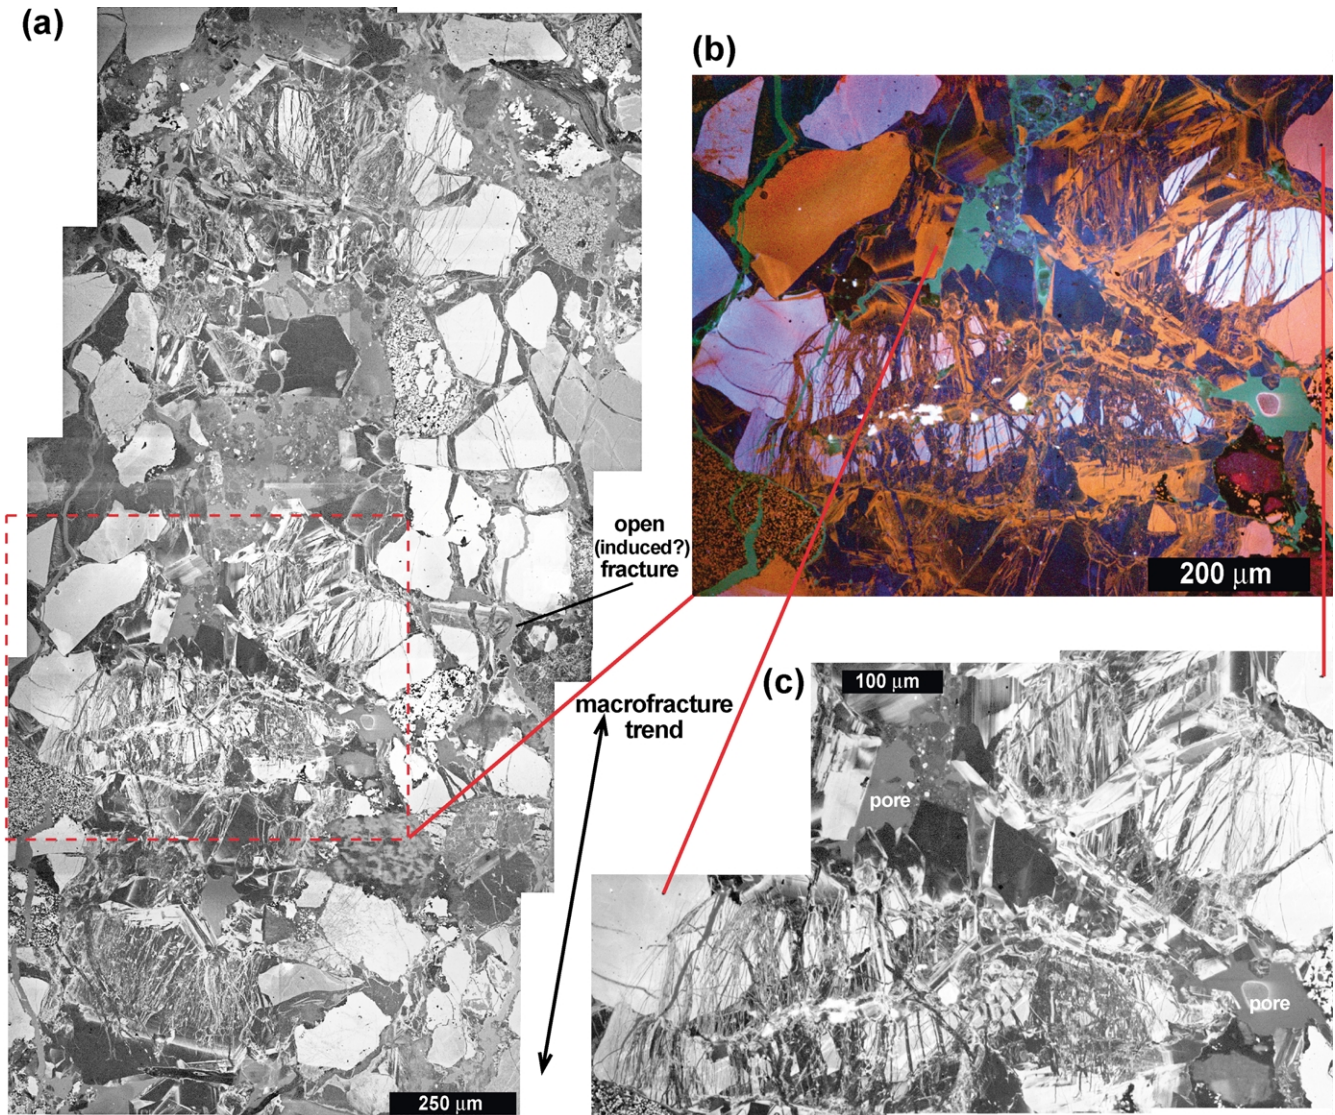 (a)
(b)
200 μm
open
(induced?)
fracture
macrofracture
trend
(c)
100 μm
pore
pore
250 μm